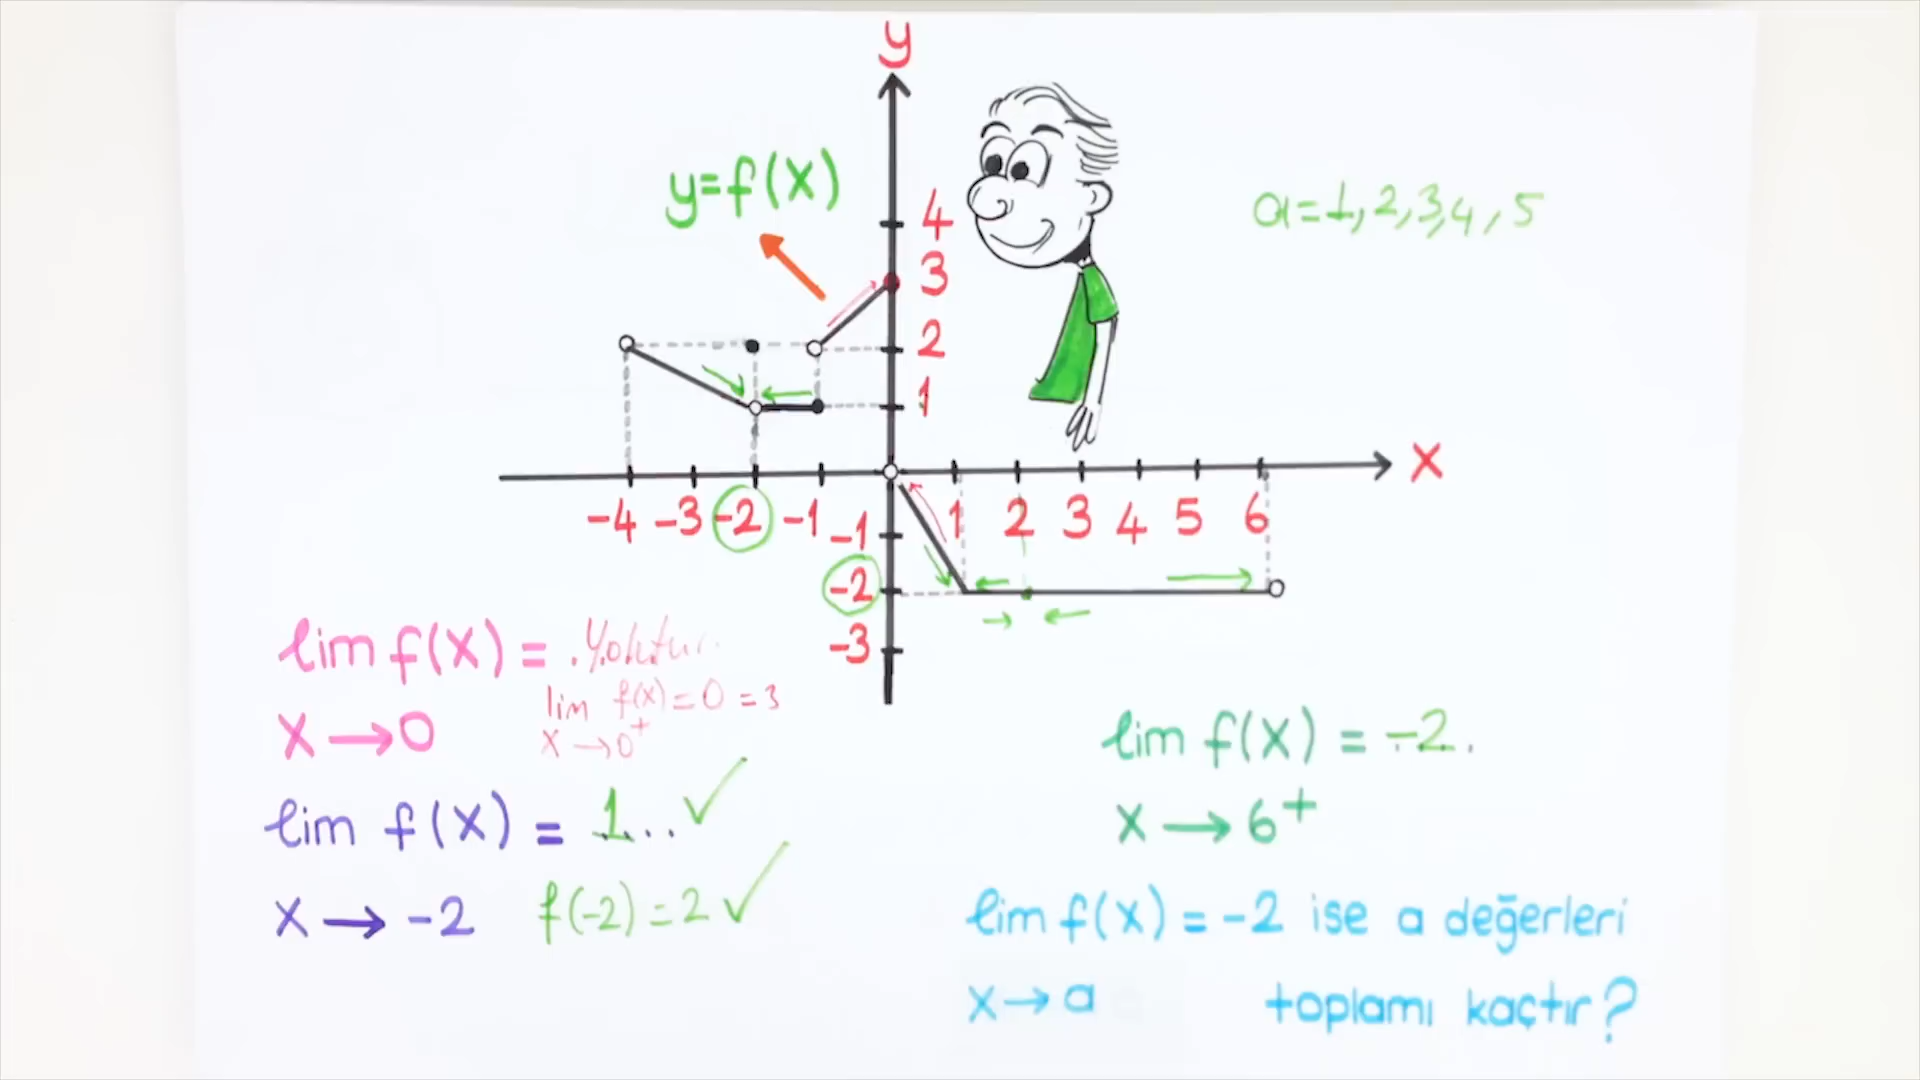 y
y=f(x)
4
3
2
1
a=1,2,3,4,5
x
-4 -3 -2 -1
1 2 3 4 5 6
-1
-2
-3
lim f(x) = .Yoktur.
x→0
lim f(x)=0 =3
x→0⁺
lim f(x) = 1...✓
x→-2 f(-2)=2✓
lim f(x) = -2.
x→6⁺
lim f(x) = -2 ise a değerleri
x→a toplamı kaçtır?